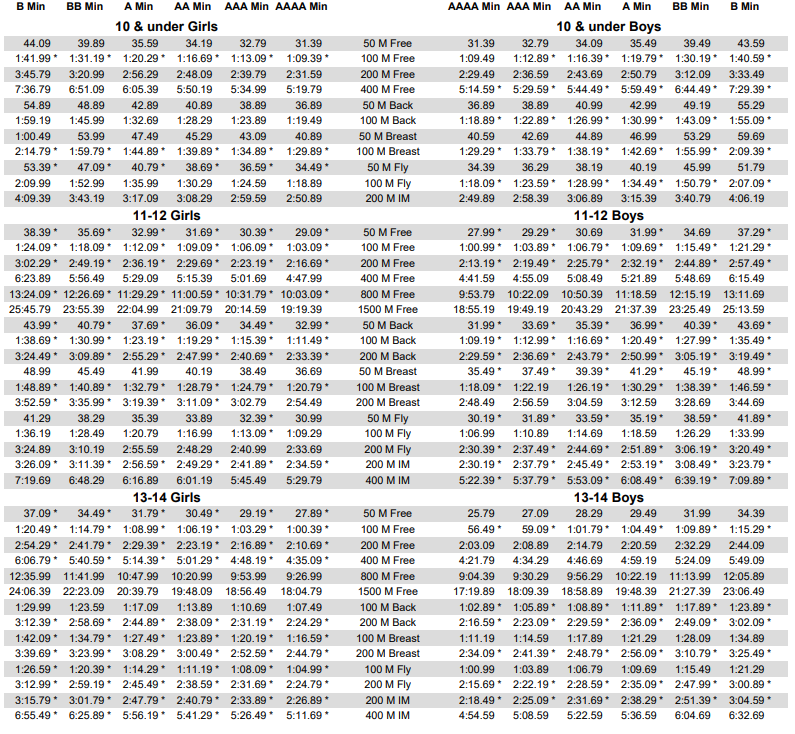 B Min BB Min A Min AA Min AAA Min AAAA Min AAAA Min AAA Min AA Min A Min BB Min B Min
10 & under Girls 10 & under Boys
44.09 39.89 35.59 34.19 32.79 31.39 50 M Free 31.39 32.79 34.09 35.49 39.49 43.59
1:41.99 * 1:31.19 * 1:20.29 * 1:16.69 * 1:13.09 * 1:09.39 * 100 M Free 1:09.49 1:12.89 * 1:16.39 * 1:19.79 * 1:30.19 * 1:40.59 *
3:45.79 3:20.99 2:56.29 2:48.09 2:39.79 2:31.59 200 M Free 2:29.49 2:36.59 2:43.69 2:50.79 3:12.09 3:33.49
7:36.79 6:51.09 6:05.39 5:50.19 5:34.99 5:19.79 400 M Free 5:14.59 * 5:29.59 * 5:44.49 * 5:59.49 * 6:44.49 * 7:29.39 *
54.89 48.89 42.89 40.89 38.89 36.89 50 M Back 36.89 38.89 40.99 42.99 49.19 55.29
1:59.19 1:45.99 1:32.69 1:28.29 1:23.89 1:19.49 100 M Back 1:18.89 * 1:22.89 * 1:26.99 * 1:30.99 * 1:43.09 * 1:55.09 *
1:00.49 53.99 47.49 45.29 43.09 40.89 50 M Breast 40.59 42.69 44.89 46.99 53.29 59.69
2:14.79 * 1:59.79 * 1:44.89 * 1:39.89 * 1:34.89 * 1:29.89 * 100 M Breast 1:29.29 * 1:33.79 * 1:38.19 * 1:42.69 * 1:55.99 * 2:09.39 *
53.39 * 47.09 * 40.79 * 38.69 * 36.59 * 34.49 * 50 M Fly 34.39 36.29 38.19 40.19 45.99 51.79
2:09.99 1:52.99 1:35.99 1:30.29 1:24.59 1:18.89 100 M Fly 1:18.09 * 1:23.59 * 1:28.99 * 1:34.49 * 1:50.79 * 2:07.09 *
4:09.39 3:43.19 3:17.09 3:08.29 2:59.59 2:50.89 200 M IM 2:49.89 2:58.39 3:06.89 3:15.39 3:40.79 4:06.19
11-12 Girls 11-12 Boys
38.39 * 35.69 * 32.99 * 31.69 * 30.39 * 29.09 * 50 M Free 27.99 * 29.29 * 30.69 31.99 * 34.69 37.29 *
1:24.09 * 1:18.09 * 1:12.09 * 1:09.09 * 1:06.09 * 1:03.09 * 100 M Free 1:00.99 * 1:03.89 * 1:06.79 * 1:09.69 * 1:15.49 * 1:21.29 *
3:02.29 * 2:49.19 * 2:36.19 * 2:29.69 * 2:23.19 * 2:16.69 * 200 M Free 2:13.19 * 2:19.49 * 2:25.79 * 2:32.19 * 2:44.89 * 2:57.49 *
6:23.89 5:56.49 5:29.09 5:15.39 5:01.69 4:47.99 400 M Free 4:41.59 4:55.09 5:08.49 5:21.89 5:48.69 6:15.49
13:24.09 * 12:26.69 * 11:29.29 * 11:00.59 * 10:31.79 * 10:03.09 * 800 M Free 9:53.79 10:22.09 10:50.39 11:18.59 12:15.19 13:11.69
25:45.79 23:55.39 22:04.99 21:09.79 20:14.59 19:19.39 1500 M Free 18:55.19 19:49.19 20:43.29 21:37.39 23:25.49 25:13.59
43.99 * 40.79 * 37.69 * 36.09 * 34.49 * 32.99 * 50 M Back 31.99 * 33.69 * 35.39 * 36.99 * 40.39 * 43.69 *
1:38.69 * 1:30.99 * 1:23.19 * 1:19.29 * 1:15.39 * 1:11.49 * 100 M Back 1:09.19 * 1:12.99 * 1:16.69 * 1:20.49 * 1:27.99 * 1:35.49 *
3:24.49 * 3:09.89 * 2:55.29 * 2:47.99 * 2:40.69 * 2:33.39 * 200 M Back 2:29.59 * 2:36.69 * 2:43.79 * 2:50.99 * 3:05.19 * 3:19.49 *
48.99 45.49 41.99 40.19 38.49 36.69 50 M Breast 35.49 * 37.49 * 39.39 * 41.29 * 45.19 * 48.99 *
1:48.89 * 1:40.89 * 1:32.79 * 1:28.79 * 1:24.79 * 1:20.79 * 100 M Breast 1:18.09 * 1:22.19 1:26.19 * 1:30.29 * 1:38.39 * 1:46.59 *
3:52.59 * 3:35.99 * 3:19.39 * 3:11.09 * 3:02.79 2:54.49 200 M Breast 2:48.49 2:56.59 3:04.59 3:12.59 3:28.69 3:44.69
41.29 38.29 35.39 33.89 32.39 * 30.99 50 M Fly 30.19 * 31.89 * 33.59 * 35.19 * 38.59 * 41.89 *
1:36.19 1:28.49 1:20.79 1:16.99 1:13.09 * 1:09.29 100 M Fly 1:06.99 1:10.89 1:14.69 1:18.59 1:26.29 1:33.99
3:24.89 3:10.19 2:55.59 2:48.29 2:40.99 2:33.69 200 M Fly 2:30.39 * 2:37.49 * 2:44.69 * 2:51.89 * 3:06.19 * 3:20.49 *
3:26.09 * 3:11.39 * 2:56.69 * 2:49.29 * 2:41.89 * 2:34.59 * 200 M IM 2:30.19 * 2:37.79 * 2:45.49 * 2:53.19 * 3:08.49 * 3:23.79 *
7:19.69 6:48.29 6:16.89 6:01.19 5:45.49 5:29.79 400 M IM 5:22.39 * 5:37.79 * 5:53.09 * 6:08.49 * 6:39.19 * 7:09.89 *
13-14 Girls 13-14 Boys
37.09 * 34.49 * 31.79 * 30.49 * 29.19 * 27.89 * 50 M Free 25.79 27.09 28.29 29.49 31.99 34.39
1:20.49 * 1:14.79 * 1:08.99 * 1:06.19 * 1:03.29 * 1:00.39 * 100 M Free 56.49 * 59.09 * 1:01.79 * 1:04.49 * 1:09.89 * 1:15.29 *
2:54.29 * 2:41.79 * 2:29.39 * 2:23.19 * 2:16.89 * 2:10.69 * 200 M Free 2:03.09 2:08.89 2:14.79 2:20.59 2:32.29 2:44.09
6:06.79 * 5:40.59 * 5:14.39 * 5:01.29 * 4:48.19 * 4:35.09 * 400 M Free 4:21.79 4:34.29 4:46.69 4:59.19 5:24.09 5:49.09
12:35.99 11:41.99 10:47.99 10:20.99 9:53.99 9:26.99 800 M Free 9:04.39 9:30.29 9:56.29 10:22.19 11:13.99 12:05.89
24:06.39 22:23.09 20:39.79 19:48.09 18:56.49 18:04.79 1500 M Free 17:19.89 18:09.39 18:58.89 19:48.39 21:27.39 23:06.49
1:29.99 1:23.59 1:17.09 1:13.89 1:10.69 1:07.49 100 M Back 1:02.89 * 1:05.89 * 1:08.89 * 1:11.89 * 1:17.89 * 1:23.89 *
3:12.39 * 2:58.69 * 2:44.89 * 2:38.09 * 2:31.19 * 2:24.29 * 200 M Back 2:16.59 * 2:23.09 * 2:29.59 * 2:36.09 * 2:49.09 * 3:02.09 *
1:42.09 * 1:34.79 * 1:27.49 * 1:23.89 * 1:20.19 * 1:16.59 * 100 M Breast 1:11.19 1:14.59 1:17.89 1:21.29 1:28.09 1:34.89
3:39.69 3:23.99 * 3:08.29 * 3:00.49 * 2:52.59 * 2:44.79 * 200 M Breast 2:34.09 * 2:41.39 * 2:48.79 * 2:56.09 * 3:10.79 * 3:25.49 *
1:26.59 * 1:20.39 * 1:14.29 * 1:11.19 * 1:08.09 * 1:04.99 * 100 M Fly 1:00.99 1:03.89 1:06.79 1:09.69 1:15.49 1:21.29
3:12.99 * 2:59.19 * 2:45.49 * 2:38.59 * 2:31.69 * 2:24.79 * 200 M Fly 2:15.69 * 2:22.19 * 2:28.59 * 2:35.09 * 2:47.99 * 3:00.89 *
3:15.79 * 3:01.79 * 2:47.79 * 2:40.79 * 2:33.89 * 2:26.89 * 200 M IM 2:18.49 * 2:25.09 * 2:31.69 * 2:38.29 * 2:51.39 * 3:04.59 *
6:55.49 * 6:25.89 * 5:56.19 * 5:41.29 * 5:26.49 * 5:11.69 * 400 M IM 4:54.59 5:08.59 5:22.59 5:36.59 6:04.69 6:32.69